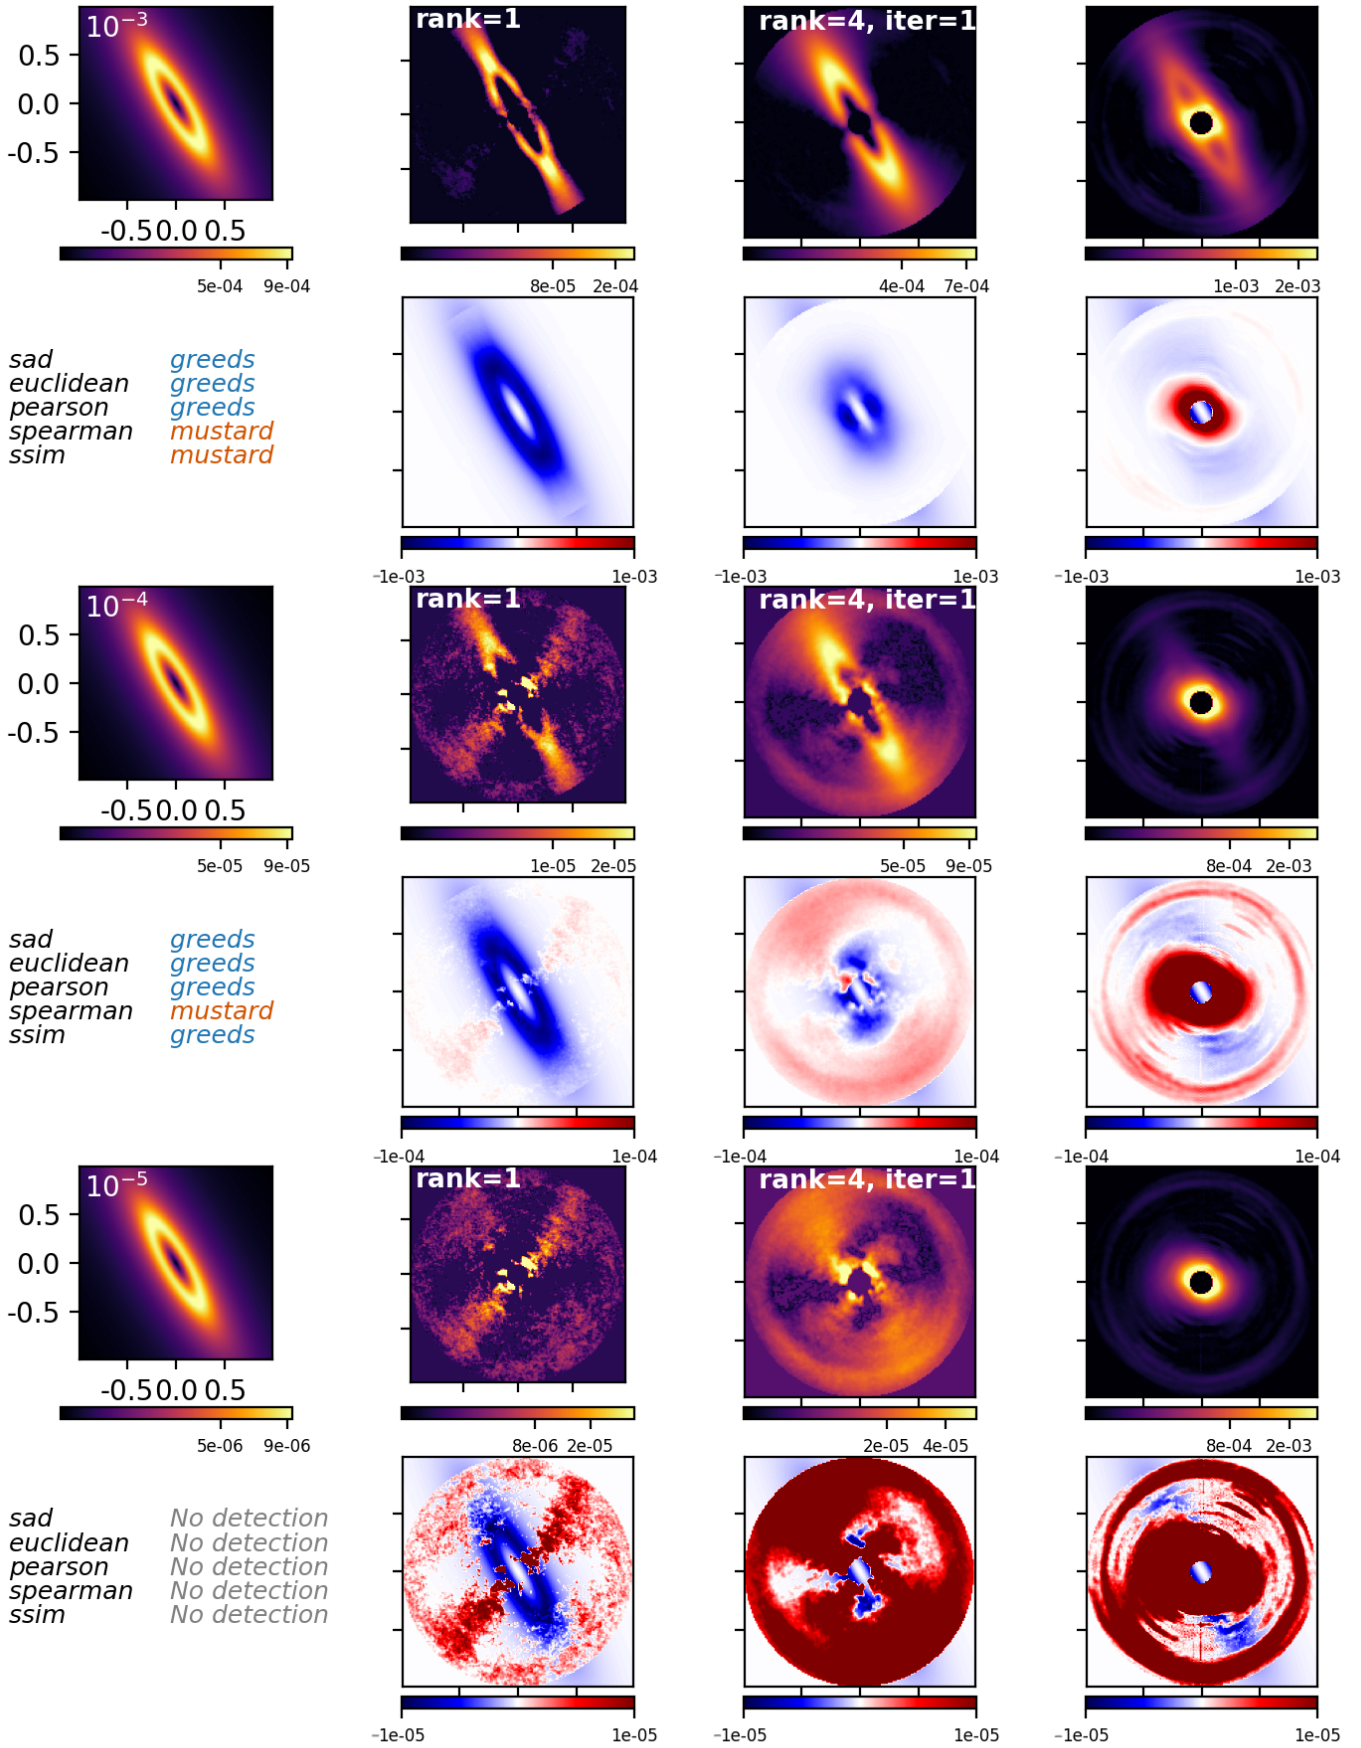 10⁻³
rank=1
rank=4, iter=1
0.5
0.0
-0.5
-0.5 0.0 0.5
5e-04 9e-04
8e-05 2e-04
4e-04 7e-04
1e-03 2e-03
sad greeds
euclidean greeds
pearson greeds
spearman mustard
ssim mustard
−1e-03 1e-03
−1e-03 1e-03
−1e-03 1e-03
10⁻⁴
rank=1
rank=4, iter=1
0.5
0.0
-0.5
-0.5 0.0 0.5
5e-05 9e-05
1e-05 2e-05
5e-05 9e-05
8e-04 2e-03
sad greeds
euclidean greeds
pearson greeds
spearman mustard
ssim greeds
−1e-04 1e-04
−1e-04 1e-04
−1e-04 1e-04
10⁻⁵
rank=1
rank=4, iter=1
0.5
0.0
-0.5
-0.5 0.0 0.5
5e-06 9e-06
8e-06 2e-05
2e-05 4e-05
8e-04 2e-03
sad No detection
euclidean No detection
pearson No detection
spearman No detection
ssim No detection
−1e-05 1e-05
−1e-05 1e-05
−1e-05 1e-05